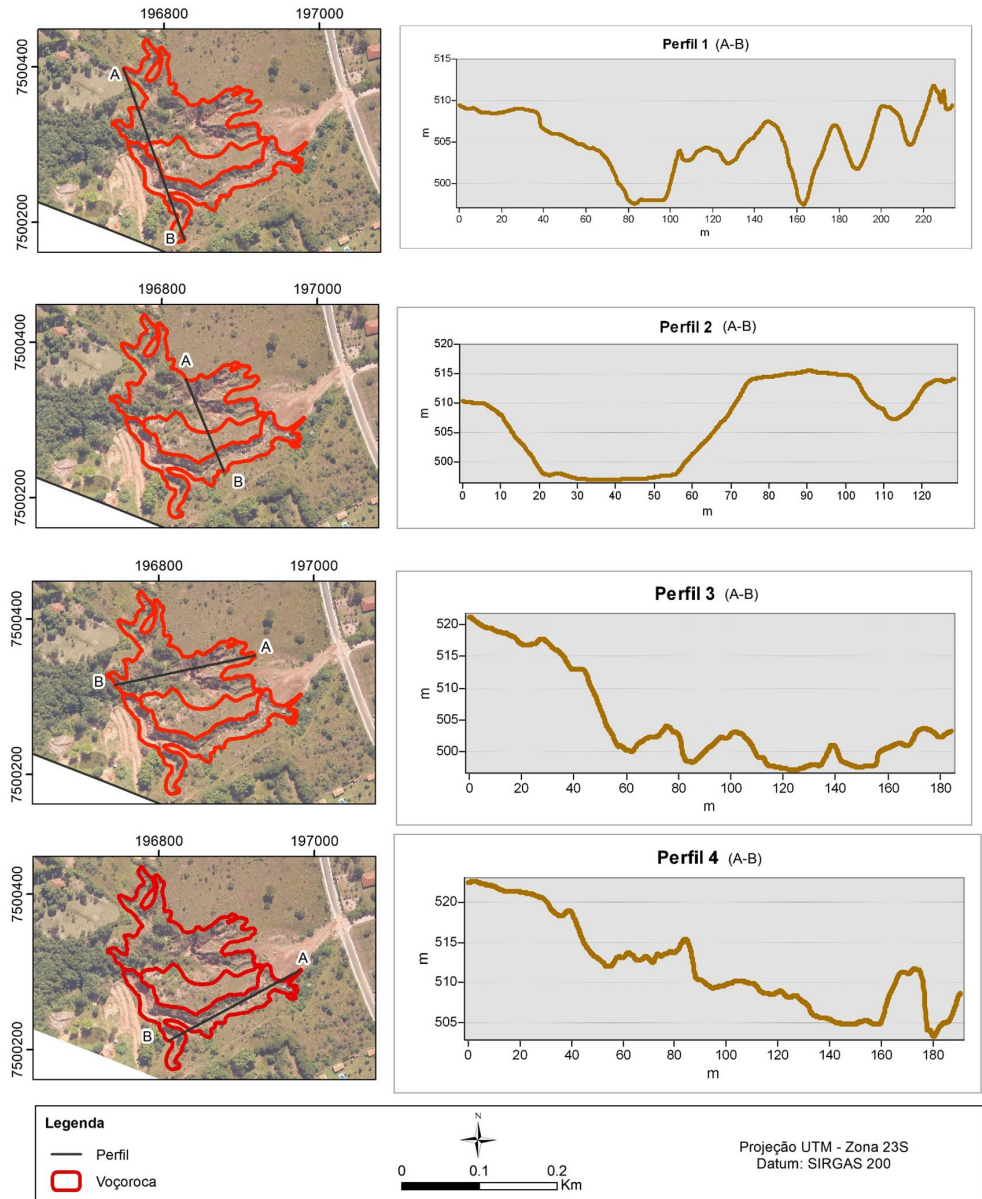 196800 197000
7500400
7500200
A
B
Perfil 1 (A-B)
515
510
505
500
m
0 20 40 60 80 100 120 140 160 180 200 220
m
196800 197000
7500400
7500200
A
B
Perfil 2 (A-B)
520
515
510
505
500
m
0 10 20 30 40 50 60 70 80 90 100 110 120
m
196800 197000
7500400
7500200
A
B
Perfil 3 (A-B)
520
515
510
505
500
m
0 20 40 60 80 100 120 140 160 180
m
196800 197000
7500400
7500200
A
B
Perfil 4 (A-B)
520
515
510
505
m
0 20 40 60 80 100 120 140 160 180
m
Legenda
Perfil
Voçoroca
N
0 0.1 0.2
Km
Projeção UTM - Zona 23S
Datum: SIRGAS 200